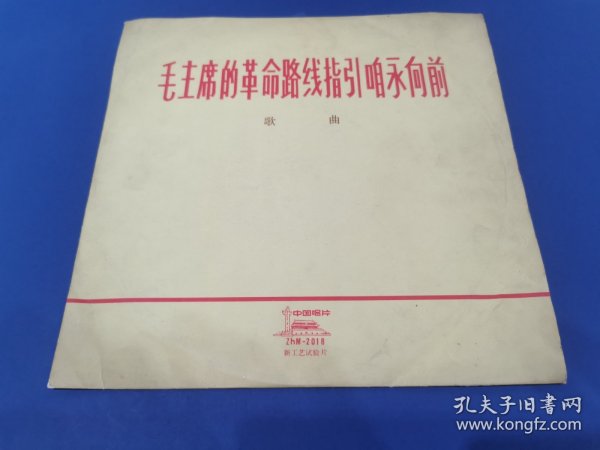 毛主席的革命路线指引咱永向前
歌 曲
中国唱片
ZhM-2018
新工艺试验片
孔夫子旧書网
www.kongfz.com